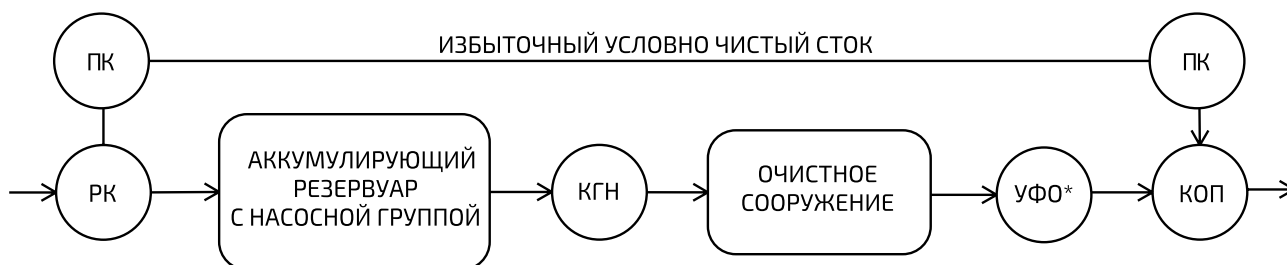 ПК
ИЗБЫТОЧНЫЙ УСЛОВНО ЧИСТЫЙ СТОК
ПК
РК
АККУМУЛИРУЮЩИЙ
РЕЗЕРВУАР
С НАСОСНОЙ ГРУППОЙ
КГН
ОЧИСТНОЕ
СООРУЖЕНИЕ
УФО*
КОП